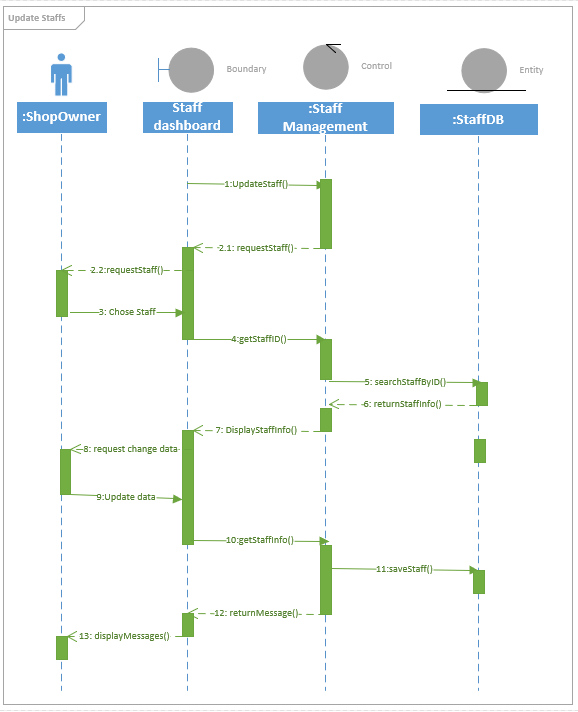 Update Staffs
Boundary
Control
Entity
:ShopOwner
Staff
dashboard
:Staff
Management
:StaffDB
1:UpdateStaff()
2.1: requestStaff()
2.2:requestStaff()
3: Chose Staff
4:getStaffID()
5: searchStaffByID()
6: returnStaffInfo()
7: DisplayStaffInfo()
8: request change data
9:Update data
10:getStaffInfo()
11:saveStaff()
12: returnMessage()
13: displayMessages()